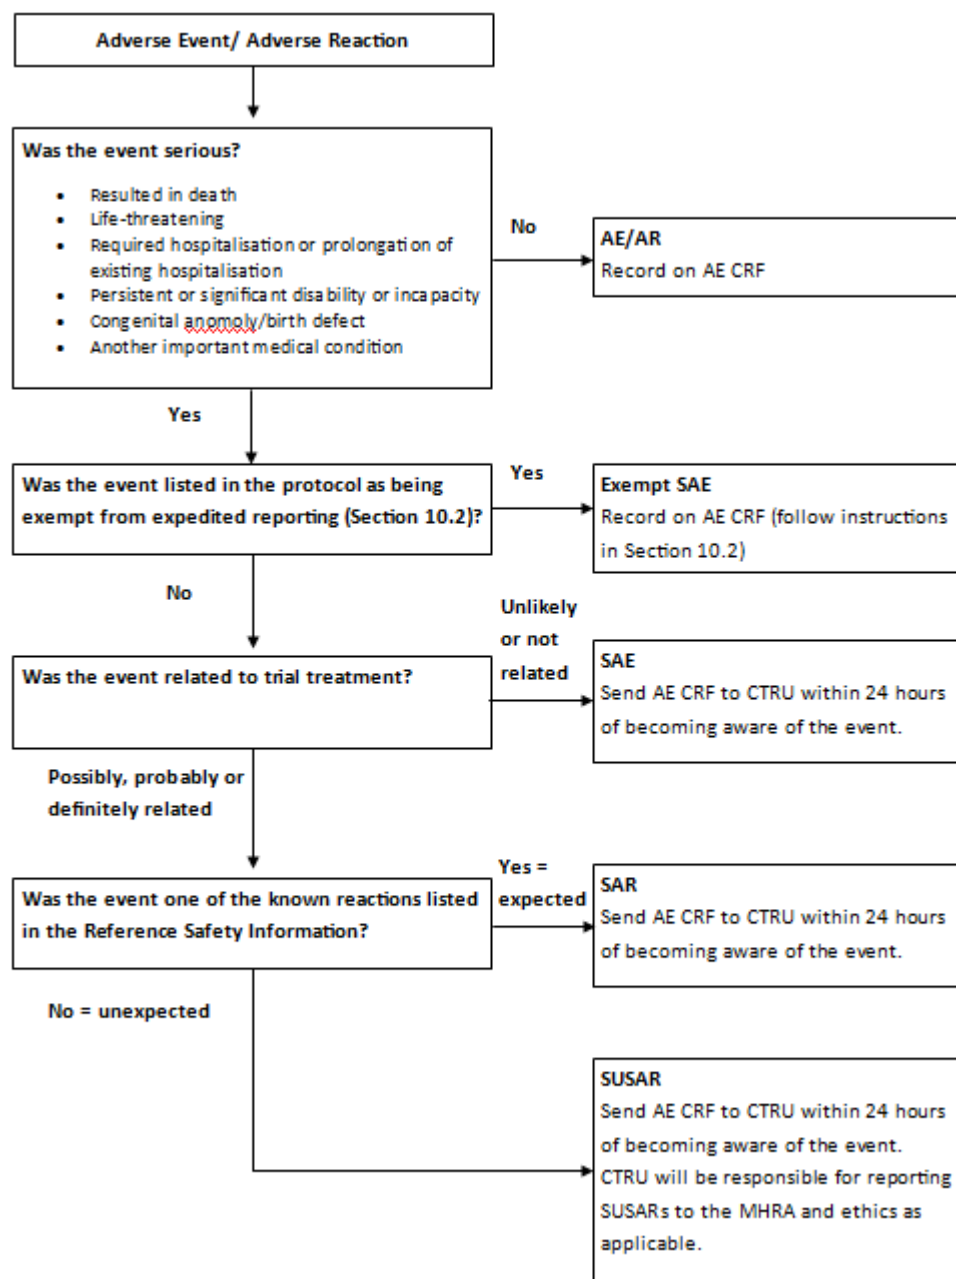 Adverse Event/ Adverse Reaction
Was the event serious?
• Resulted in death
• Life-threatening
• Required hospitalisation or prolongation of
existing hospitalisation
• Persistent or significant disability or incapacity
• Congenital anomoly/birth defect
• Another important medical condition
No
AE/AR
Record on AE CRF
Yes
Was the event listed in the protocol as being
exempt from expedited reporting (Section 10.2)?
Yes
Exempt SAE
Record on AE CRF (follow instructions
in Section 10.2)
No
Was the event related to trial treatment?
Unlikely
or not
related
SAE
Send AE CRF to CTRU within 24 hours
of becoming aware of the event.
Possibly, probably or
definitely related
Was the event one of the known reactions listed
in the Reference Safety Information?
Yes =
expected
SAR
Send AE CRF to CTRU within 24 hours
of becoming aware of the event.
No = unexpected
SUSAR
Send AE CRF to CTRU within 24 hours
of becoming aware of the event.
CTRU will be responsible for reporting
SUSARs to the MHRA and ethics as
applicable.